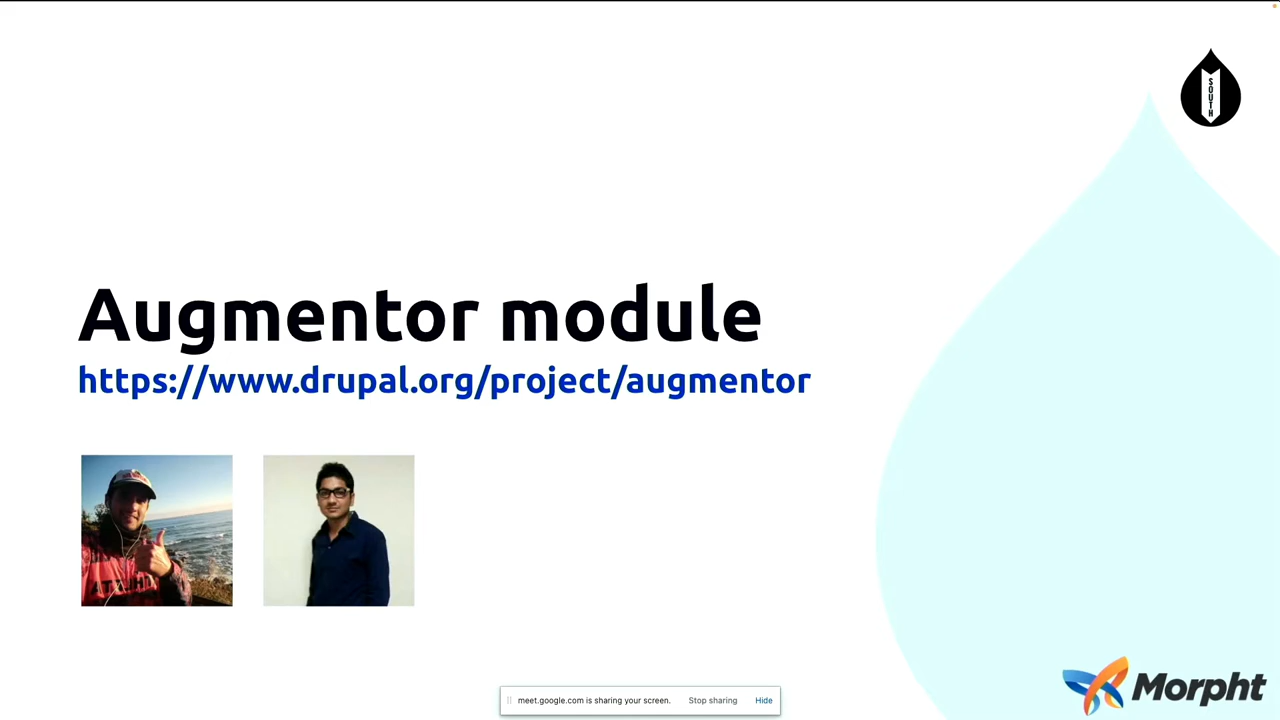 SOUTH
Augmentor module
https://www.drupal.org/project/augmentor
meet.google.com is sharing your screen. Stop sharing Hide
Morpht